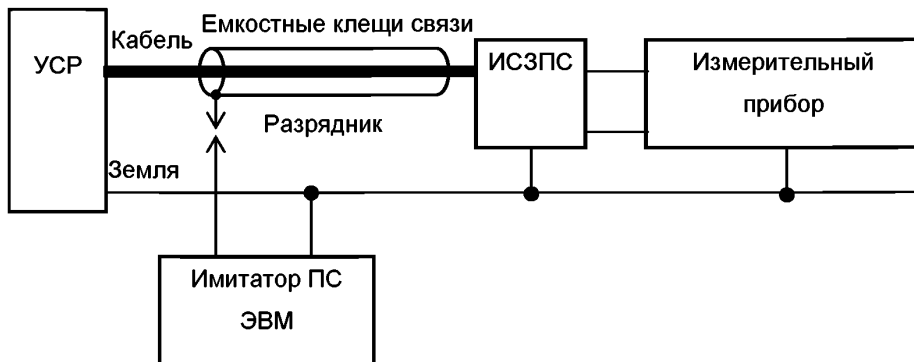 Емкостные клещи связи
Кабель
УСР
ИСЗПС
Измерительный
прибор
Разрядник
Земля
Имитатор ПС
ЭВМ